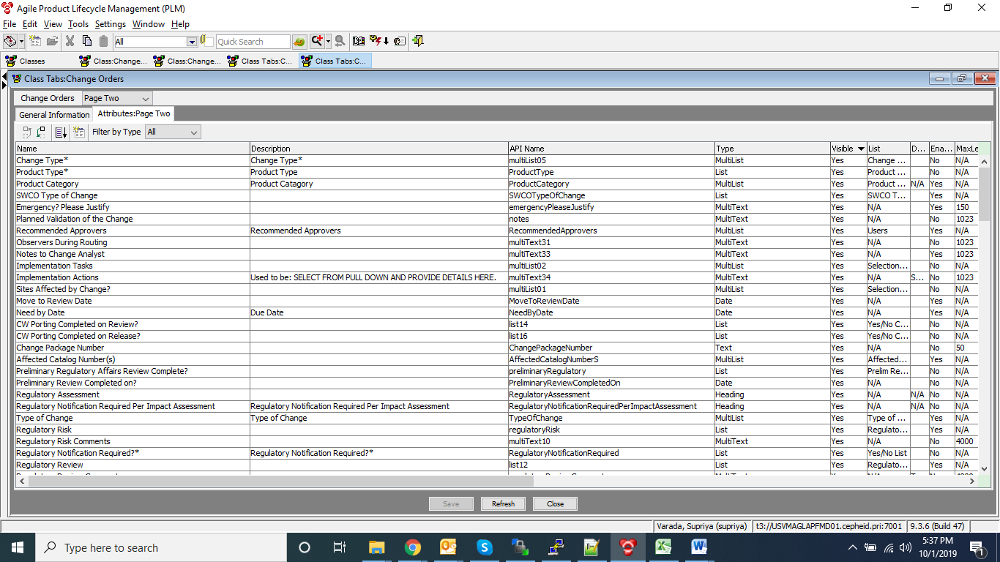 Agile Product Lifecycle Management (PLM)
File Edit View Tools Settings Window Help
All Quick Search
Classes Class:Change... Class:Change... Class Tabs:C... Class Tabs:C...
Class Tabs:Change Orders
Change Orders Page Two
General Information Attributes:Page Two
Filter by Type All
Name Description API Name Type Visible List D... Ena... MaxLe
Change Type* Change Type* multiList05 MultiList Yes Change ... No N/A
Product Type* Product Type ProductType List Yes Product ... No N/A
Product Category Product Catagory ProductCategory MultiList Yes Product ... N/A Yes N/A
SWCO Type of Change SWCOTypeOfChange List Yes SWCO T... Yes N/A
Emergency? Please Justify emergencyPleaseJustify MultiText Yes N/A Yes 150
Planned Validation of the Change notes MultiText Yes N/A No 1023
Recommended Approvers Recommended Approvers RecommendedApprovers MultiList Yes Users Yes N/A
Observers During Routing multiText31 MultiText Yes N/A No 1023
Notes to Change Analyst multiText33 MultiText Yes N/A Yes 1023
Implementation Tasks multiList02 MultiList Yes Selection... No N/A
Implementation Actions Used to be: SELECT FROM PULL DOWN AND PROVIDE DETAILS HERE. multiText34 MultiText Yes N/A S... No 1023
Sites Affected by Change? multiList01 MultiList Yes Selection... No N/A
Move to Review Date MoveToReviewDate Date Yes N/A Yes N/A
Need by Date Due Date NeedByDate Date Yes N/A Yes N/A
CW Porting Completed on Review? list14 List Yes Yes/No C... No N/A
CW Porting Completed on Release? list16 List Yes Yes/No C... No N/A
Change Package Number ChangePackageNumber Text Yes N/A No 50
Affected Catalog Number(s) AffectedCatalogNumberS MultiList Yes Affected... Yes N/A
Preliminary Regulatory Affairs Review Complete? preliminaryRegulatory List Yes Prelim Re... No N/A
Preliminary Review Completed on? PreliminaryReviewCompletedOn Date Yes N/A No N/A
Regulatory Assessment RegulatoryAssessment Heading Yes N/A N/A No N/A
Regulatory Notification Required Per Impact Assessment Regulatory Notification Required Per Impact Assessment RegulatoryNotificationRequiredPerImpactAssessment Heading Yes N/A N/A No N/A
Type of Change Type of Change TypeOfChange MultiList Yes Type of ... Yes N/A
Regulatory Risk regulatoryRisk List Yes Regulato... Yes N/A
Regulatory Risk Comments multiText10 MultiText Yes N/A No 4000
Regulatory Notification Required?* Regulatory Notification Required?* RegulatoryNotificationRequired List Yes Yes/No List No N/A
Regulatory Review list12 List Yes Regulato... Yes N/A
Save Refresh Close
Varada, Supriya (supriya) t3://USVMAGLAPFMD01.cepheid.pri:7001 9.3.6 (Build 47)
Type here to search
5:37 PM
10/1/2019
1